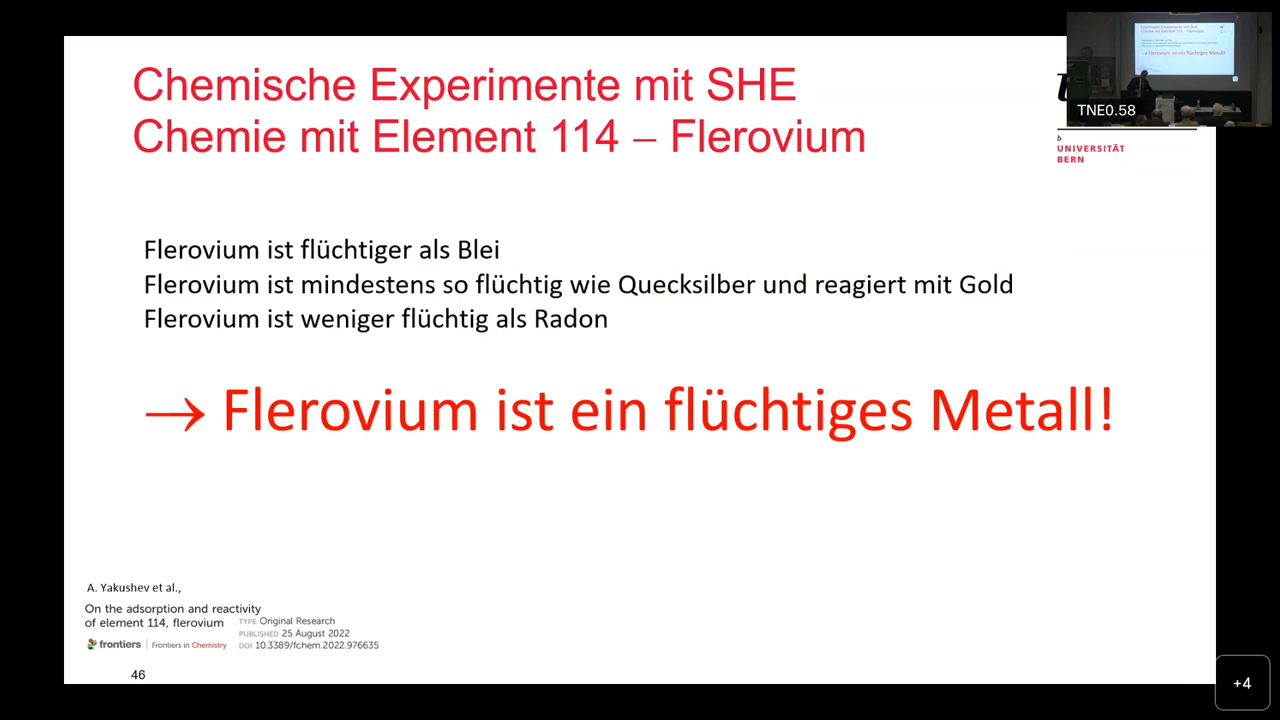 Chemische Experimente mit SHE
Chemie mit Element 114 – Flerovium
TNE0.58
b
UNIVERSITÄT
BERN
Flerovium ist flüchtiger als Blei
Flerovium ist mindestens so flüchtig wie Quecksilber und reagiert mit Gold
Flerovium ist weniger flüchtig als Radon
→ Flerovium ist ein flüchtiges Metall!
A. Yakushev et al.,
On the adsorption and reactivity
of element 114, flerovium
TYPE Original Research
PUBLISHED 25 August 2022
DOI 10.3389/fchem.2022.976635
frontiers | Frontiers in Chemistry
46
+4